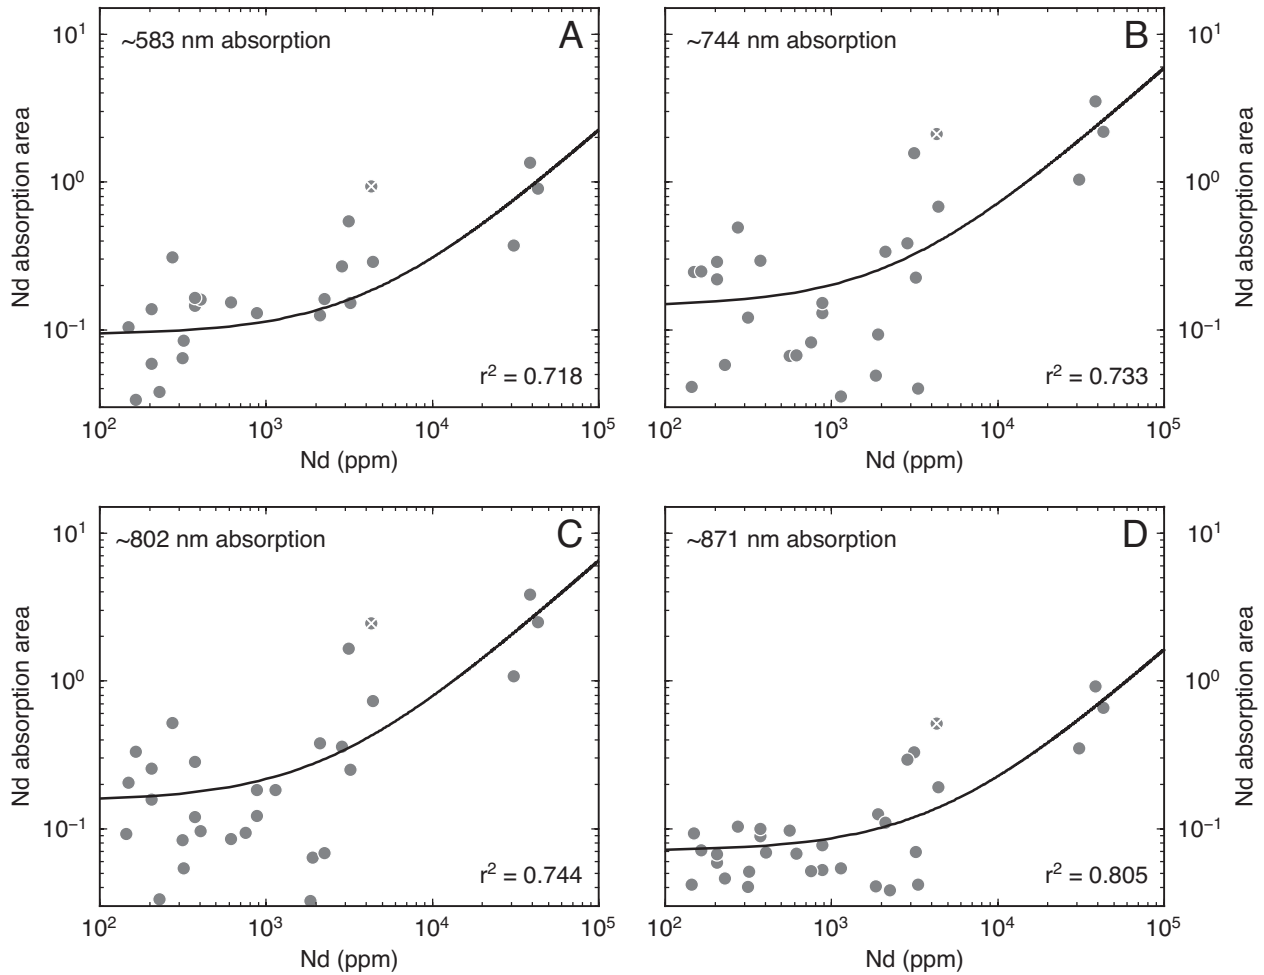 ~583 nm absorption
A
10¹
10⁰
10⁻¹
Nd absorption area
r² = 0.718
10²
10³
10⁴
10⁵
Nd (ppm)
~744 nm absorption
B
10¹
10⁰
10⁻¹
Nd absorption area
r² = 0.733
10²
10³
10⁴
10⁵
Nd (ppm)
~802 nm absorption
C
10¹
10⁰
10⁻¹
Nd absorption area
r² = 0.744
10²
10³
10⁴
10⁵
Nd (ppm)
~871 nm absorption
D
10¹
10⁰
10⁻¹
Nd absorption area
r² = 0.805
10²
10³
10⁴
10⁵
Nd (ppm)